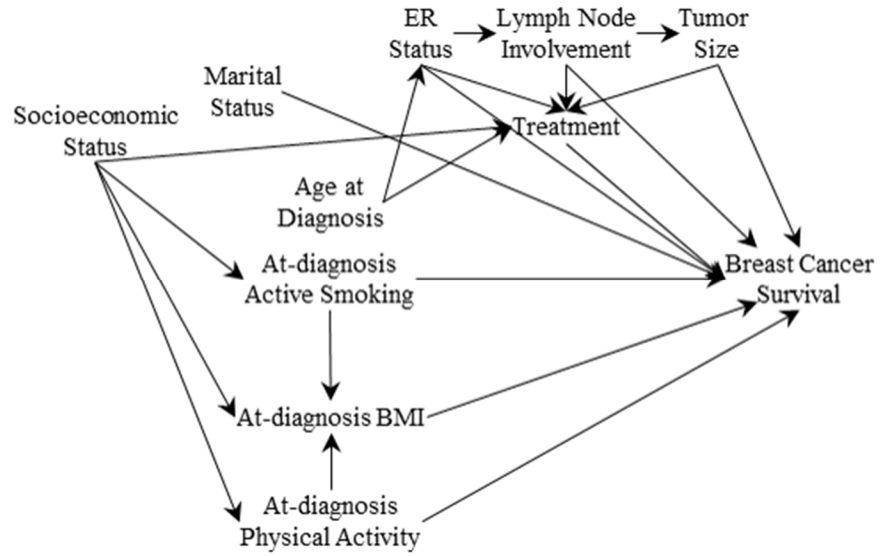 ER
Status
Lymph Node
Involvement
Tumor
Size
Marital
Status
Socioeconomic
Status
Treatment
Age at
Diagnosis
At-diagnosis
Active Smoking
Breast Cancer
Survival
At-diagnosis BMI
At-diagnosis
Physical Activity